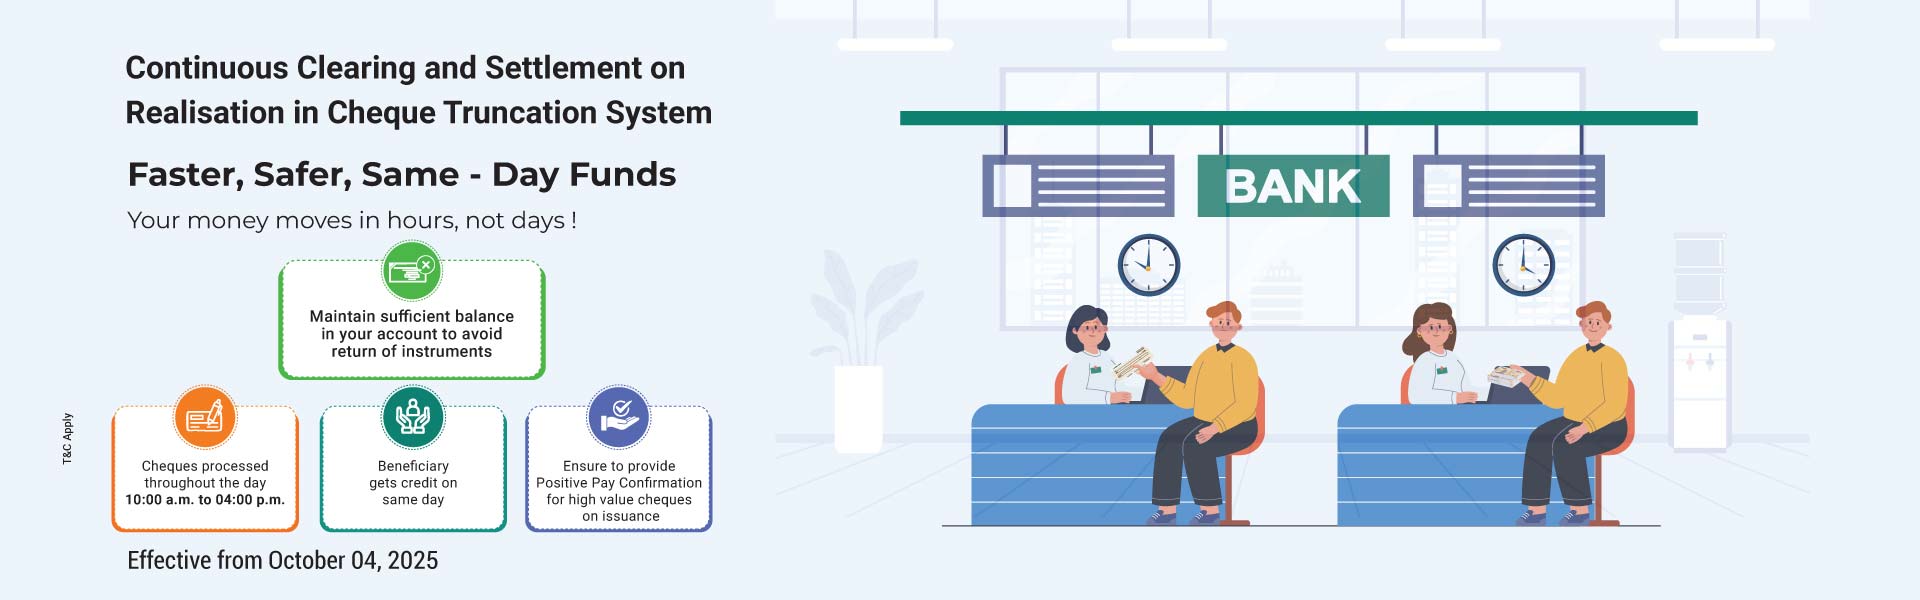 Continuous Clearing and Settlement on
Realisation in Cheque Truncation System
Faster, Safer, Same - Day Funds
Your money moves in hours, not days !
Maintain sufficient balance
in your account to avoid
return of instruments
Cheques processed
throughout the day
10:00 a.m. to 04:00 p.m.
Beneficiary
gets credit on
same day
Ensure to provide
Positive Pay Confirmation
for high value cheques
on issuance
T&C Apply
Effective from October 04, 2025
BANK